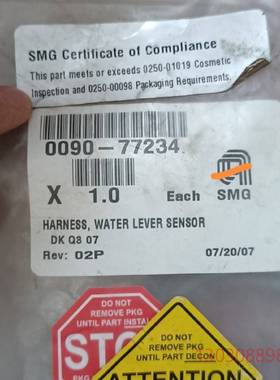 SMG Certificate of Compliance
This part meets or exceeds 0250-01019 Cosmetic
Inspection and 0250-00098 Packaging Requirements.
0090-77234
X 1.0 Each SMG
HARNESS, WATER LEVER SENSOR
DK Q3 07
Rev: 02P 07/20/07
DO NOT
REMOVE PKG
UNTIL PART INSTAL
STO
DO NOT
REMOVE PKG
UNTIL PART DECON
ATTENTION